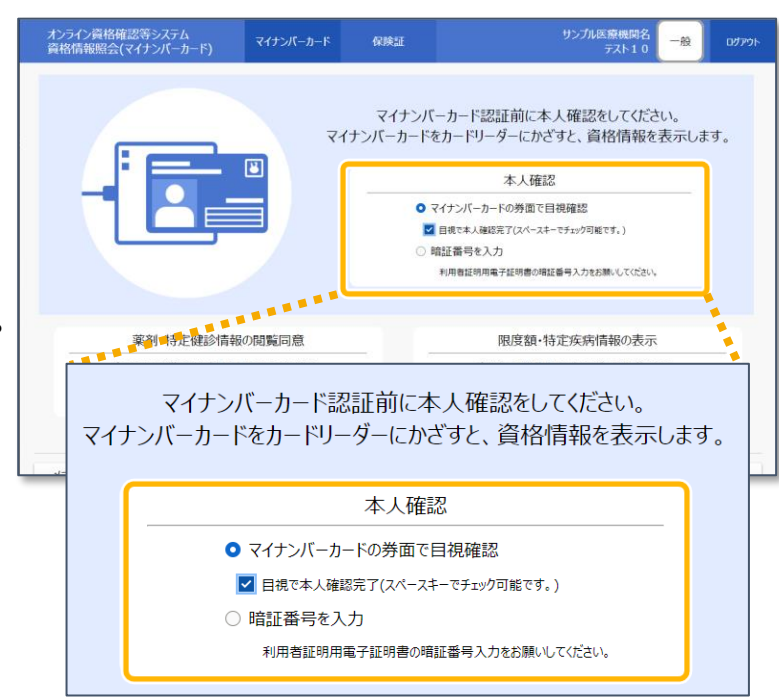 オンライン資格確認等システム
資格情報照会(マイナンバーカード)
マイナンバーカード
保険証
サンプル医療機関名
テスト10
一般
ログアウト
マイナンバーカード認証前に本人確認をしてください。
マイナンバーカードをカードリーダーにかざすと、資格情報を表示します。
本人確認
マイナンバーカードの券面で目視確認
目視で本人確認完了(スペースキーでチェック可能です。)
暗証番号を入力
利用者証明用電子証明書の暗証番号入力をお願いしてください。
薬剤・特定健診情報の閲覧同意
限度額・特定疾病情報の表示
マイナンバーカード認証前に本人確認をしてください。
マイナンバーカードをカードリーダーにかざすと、資格情報を表示します。
本人確認
マイナンバーカードの券面で目視確認
目視で本人確認完了(スペースキーでチェック可能です。)
暗証番号を入力
利用者証明用電子証明書の暗証番号入力をお願いしてください。